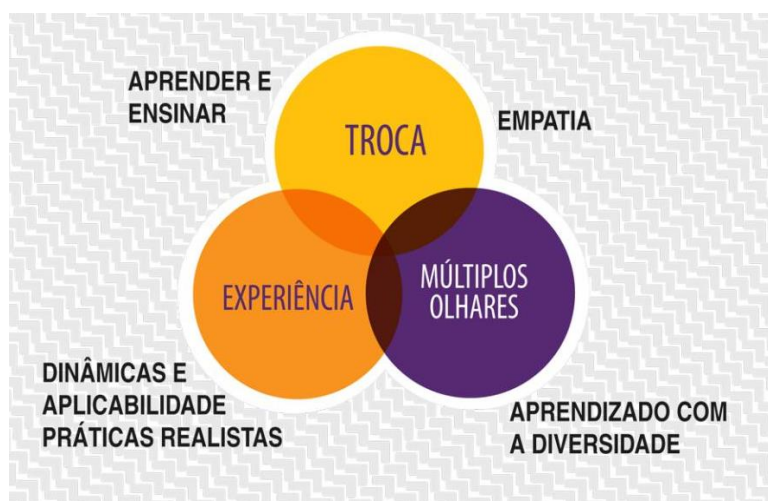 APRENDER E
ENSINAR
TROCA
EMPATIA
EXPERIÊNCIA
MÚLTIPLOS
OLHARES
DINÂMICAS E
APLICABILIDADE
PRÁTICAS REALISTAS
APRENDIZADO COM
A DIVERSIDADE